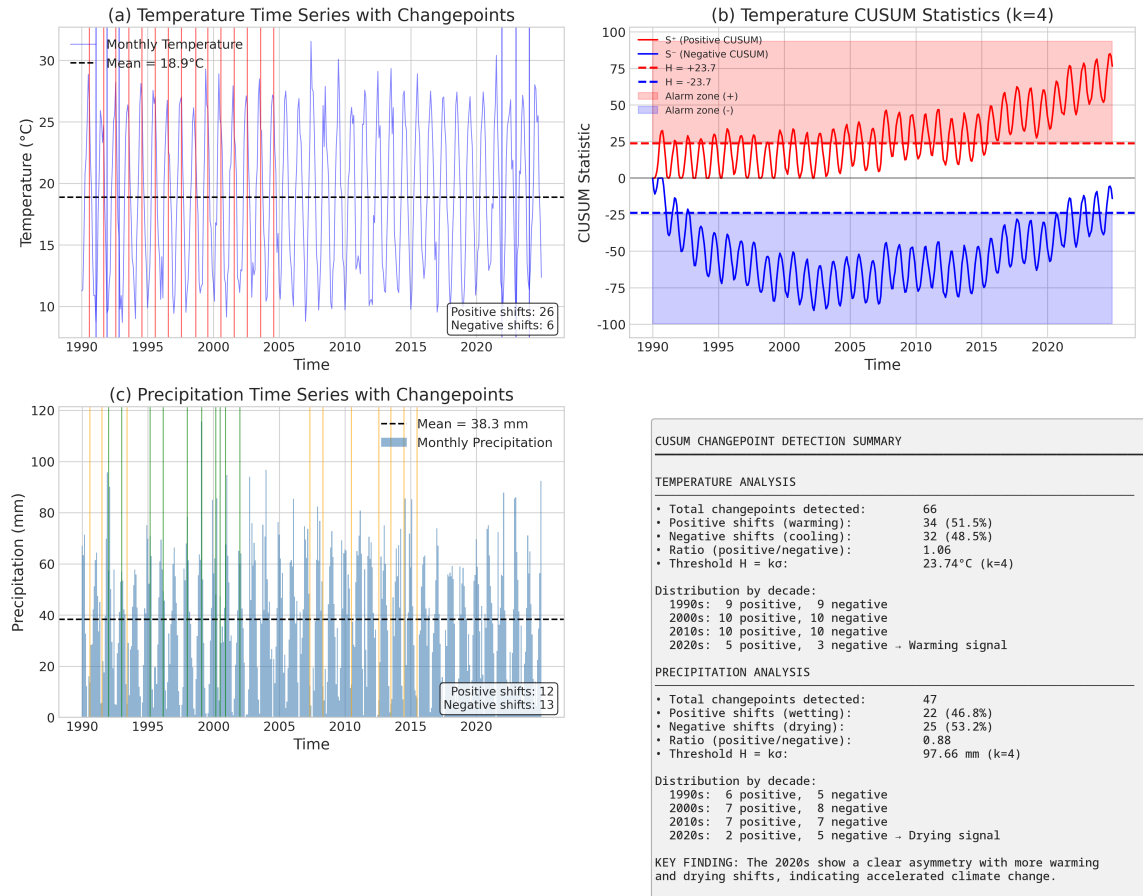 (a) Temperature Time Series with Changepoints
Monthly Temperature
Mean = 18.9°C
Temperature (°C)
30
25
20
15
10
Positive shifts: 26
Negative shifts: 6
1990 1995 2000 2005 2010 2015 2020
Time
(b) Temperature CUSUM Statistics (k=4)
S⁺ (Positive CUSUM)
S⁻ (Negative CUSUM)
H = +23.7
H = -23.7
Alarm zone (+)
Alarm zone (-)
CUSUM Statistic
100
75
50
25
0
-25
-50
-75
-100
1990 1995 2000 2005 2010 2015 2020
Time
(c) Precipitation Time Series with Changepoints
Mean = 38.3 mm
Monthly Precipitation
Precipitation (mm)
120
100
80
60
40
20
0
Positive shifts: 12
Negative shifts: 13
1990 1995 2000 2005 2010 2015 2020
Time
CUSUM CHANGEPOINT DETECTION SUMMARY
TEMPERATURE ANALYSIS
• Total changepoints detected: 66
• Positive shifts (warming): 34 (51.5%)
• Negative shifts (cooling): 32 (48.5%)
• Ratio (positive/negative): 1.06
• Threshold H = kσ: 23.74°C (k=4)
Distribution by decade:
1990s: 9 positive, 9 negative
2000s: 10 positive, 10 negative
2010s: 10 positive, 10 negative
2020s: 5 positive, 3 negative → Warming signal
PRECIPITATION ANALYSIS
• Total changepoints detected: 47
• Positive shifts (wetting): 22 (46.8%)
• Negative shifts (drying): 25 (53.2%)
• Ratio (positive/negative): 0.88
• Threshold H = kσ: 97.66 mm (k=4)
Distribution by decade:
1990s: 6 positive, 5 negative
2000s: 7 positive, 8 negative
2010s: 7 positive, 7 negative
2020s: 2 positive, 5 negative → Drying signal
KEY FINDING: The 2020s show a clear asymmetry with more warming
and drying shifts, indicating accelerated climate change.